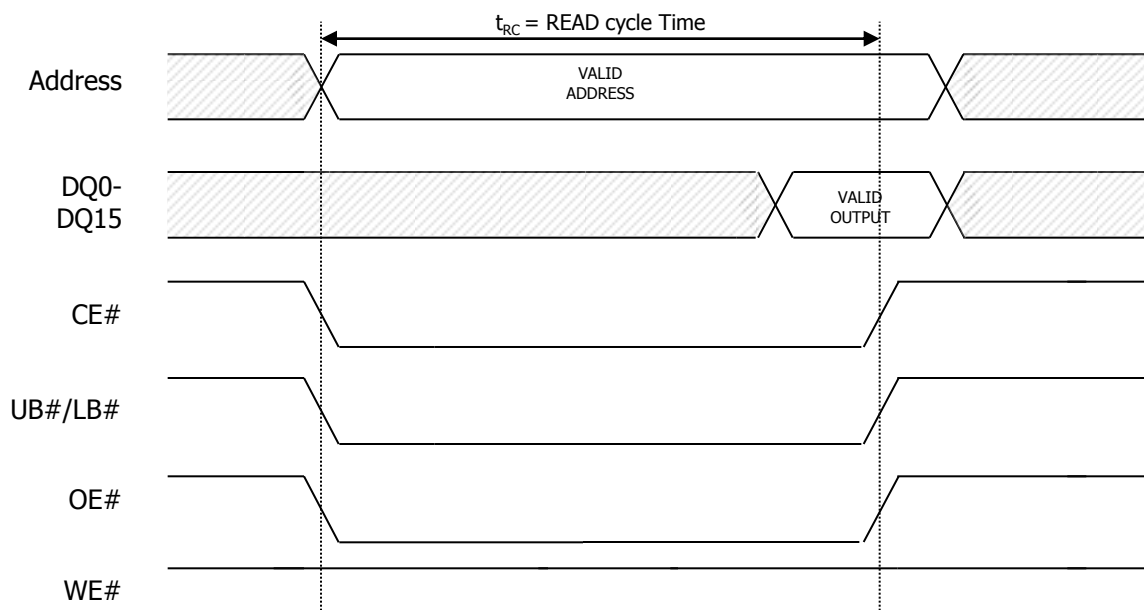 tRC = READ cycle Time
Address
VALID
ADDRESS
DQ0-
DQ15
VALID
OUTPUT
CE#
UB#/LB#
OE#
WE#